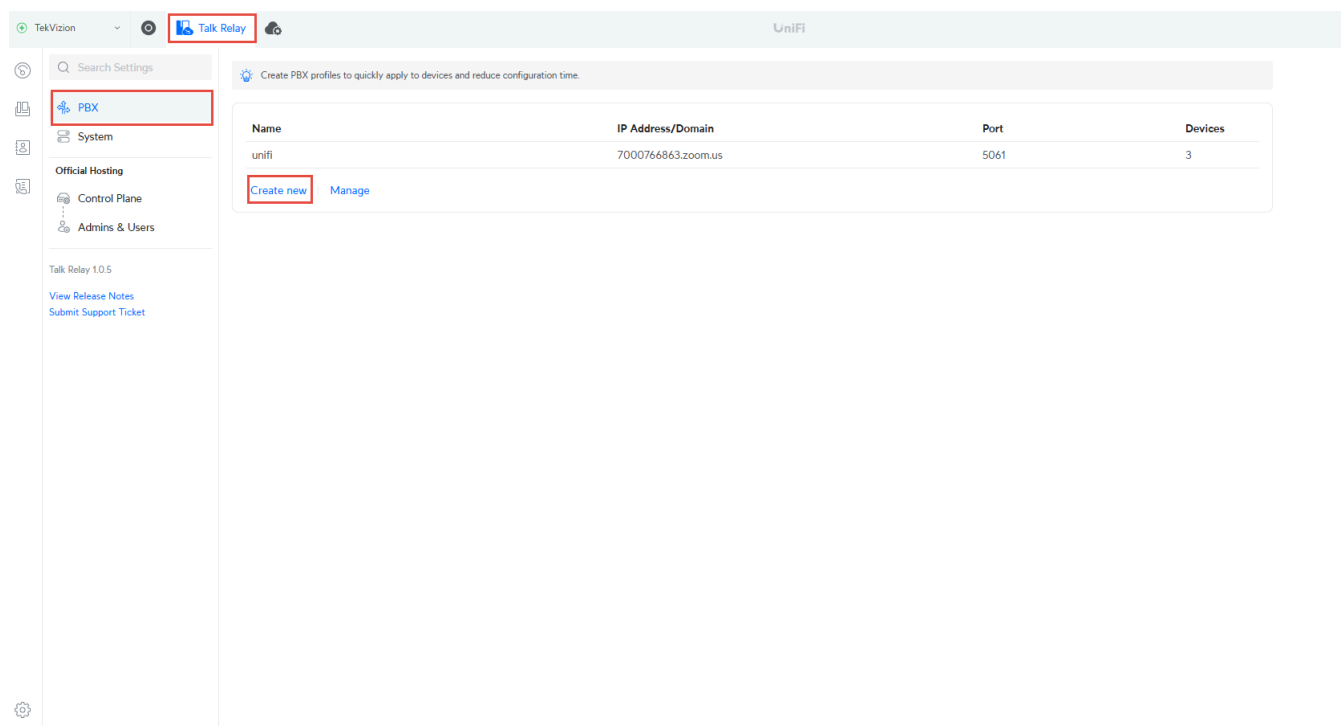 TekVizion
Talk Relay
UniFi
Search Settings
PBX
System
Official Hosting
Control Plane
Admins & Users
Talk Relay 1.0.5
View Release Notes
Submit Support Ticket
Create PBX profiles to quickly apply to devices and reduce configuration time.
Name IP Address/Domain Port Devices
unifi 7000766863.zoom.us 5061 3
Create new Manage